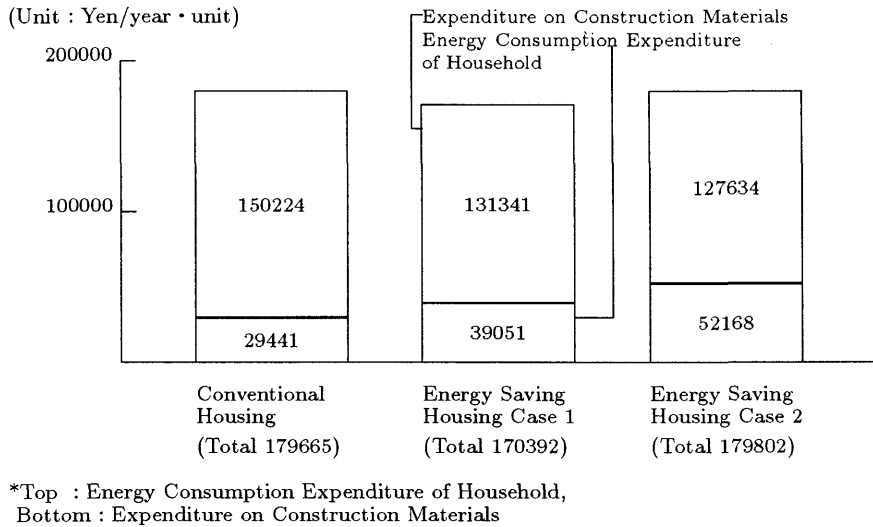 (Unit : Yen/year・unit)
Expenditure on Construction Materials
Energy Consumption Expenditure
of Household
200000
100000
150224
131341
127634
29441
39051
52168
Conventional
Housing
(Total 179665)
Energy Saving
Housing Case 1
(Total 170392)
Energy Saving
Housing Case 2
(Total 179802)
*Top : Energy Consumption Expenditure of Household,
Bottom : Expenditure on Construction Materials